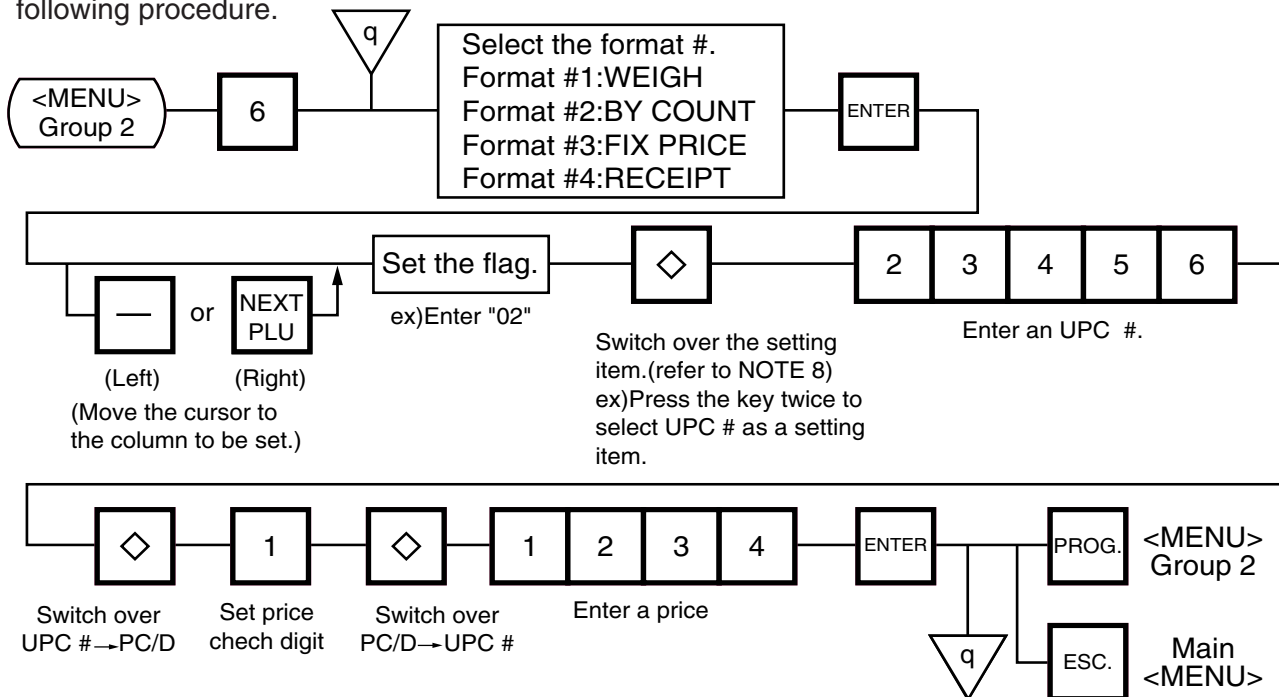 following procedure.
q
<MENU>
Group 2
6
Select the format #.
Format #1:WEIGH
Format #2:BY COUNT
Format #3:FIX PRICE
Format #4:RECEIPT
ENTER
—
or
NEXT
PLU
(Left)
(Right)
(Move the cursor to
the column to be set.)
Set the flag.
ex)Enter "02"
◇
Switch over the setting
item.(refer to NOTE 8)
ex)Press the key twice to
select UPC # as a setting
item.
2 3 4 5 6
Enter an UPC #.
◇
Switch over
UPC #→PC/D
1
Set price
chech digit
◇
Switch over
PC/D→UPC #
1 2 3 4
Enter a price
ENTER
q
PROG.
<MENU>
Group 2
ESC.
Main
<MENU>